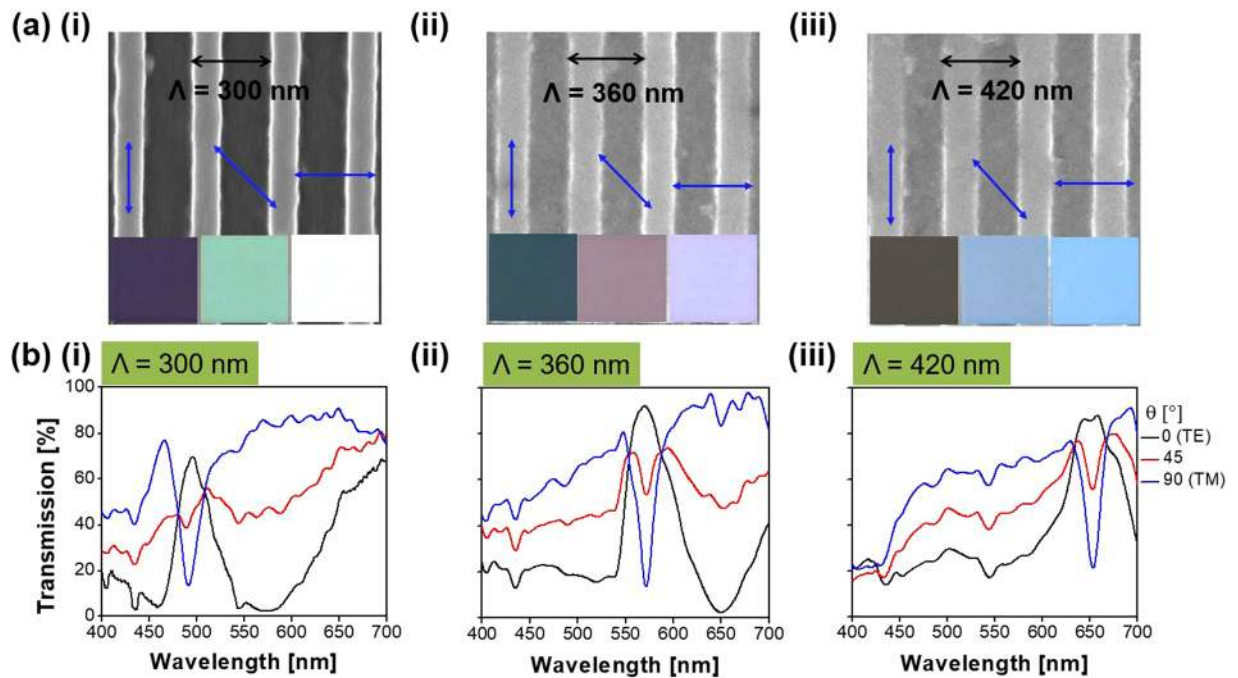 (a) (i) (ii) (iii)
Λ = 300 nm Λ = 360 nm Λ = 420 nm
(b) (i) Λ = 300 nm (ii) Λ = 360 nm (iii) Λ = 420 nm
Transmission [%]
100
80
60
40
20
0
θ [°]
0 (TE)
45
90 (TM)
400 450 500 550 600 650 700 400 450 500 550 600 650 700 400 450 500 550 600 650 700
Wavelength [nm] Wavelength [nm] Wavelength [nm]